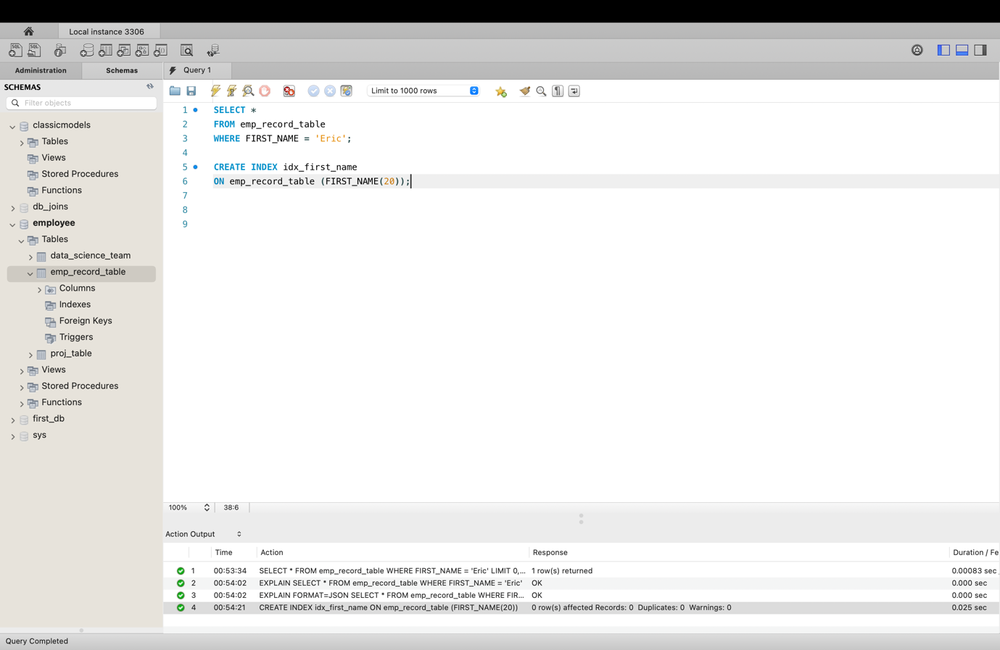 Local instance 3306
Administration
Schemas
Query 1
SCHEMAS
Filter objects
Limit to 1000 rows
classicmodels
Tables
Views
Stored Procedures
Functions
db_joins
employee
Tables
data_science_team
emp_record_table
Columns
Indexes
Foreign Keys
Triggers
proj_table
Views
Stored Procedures
Functions
first_db
sys
1 SELECT *
2 FROM emp_record_table
3 WHERE FIRST_NAME = 'Eric';
4
5 CREATE INDEX idx_first_name
6 ON emp_record_table (FIRST_NAME(20));
7
8
9
100% 38:6
Action Output
Time Action Response Duration / Fe
1 00:53:34 SELECT * FROM emp_record_table WHERE FIRST_NAME = 'Eric' LIMIT 0,... 1 row(s) returned 0.00083 sec
2 00:54:02 EXPLAIN SELECT * FROM emp_record_table WHERE FIRST_NAME = 'Eric' OK 0.000 sec
3 00:54:02 EXPLAIN FORMAT=JSON SELECT * FROM emp_record_table WHERE FIR... OK 0.000 sec
4 00:54:21 CREATE INDEX idx_first_name ON emp_record_table (FIRST_NAME(20)) 0 row(s) affected Records: 0 Duplicates: 0 Warnings: 0 0.025 sec
Query Completed